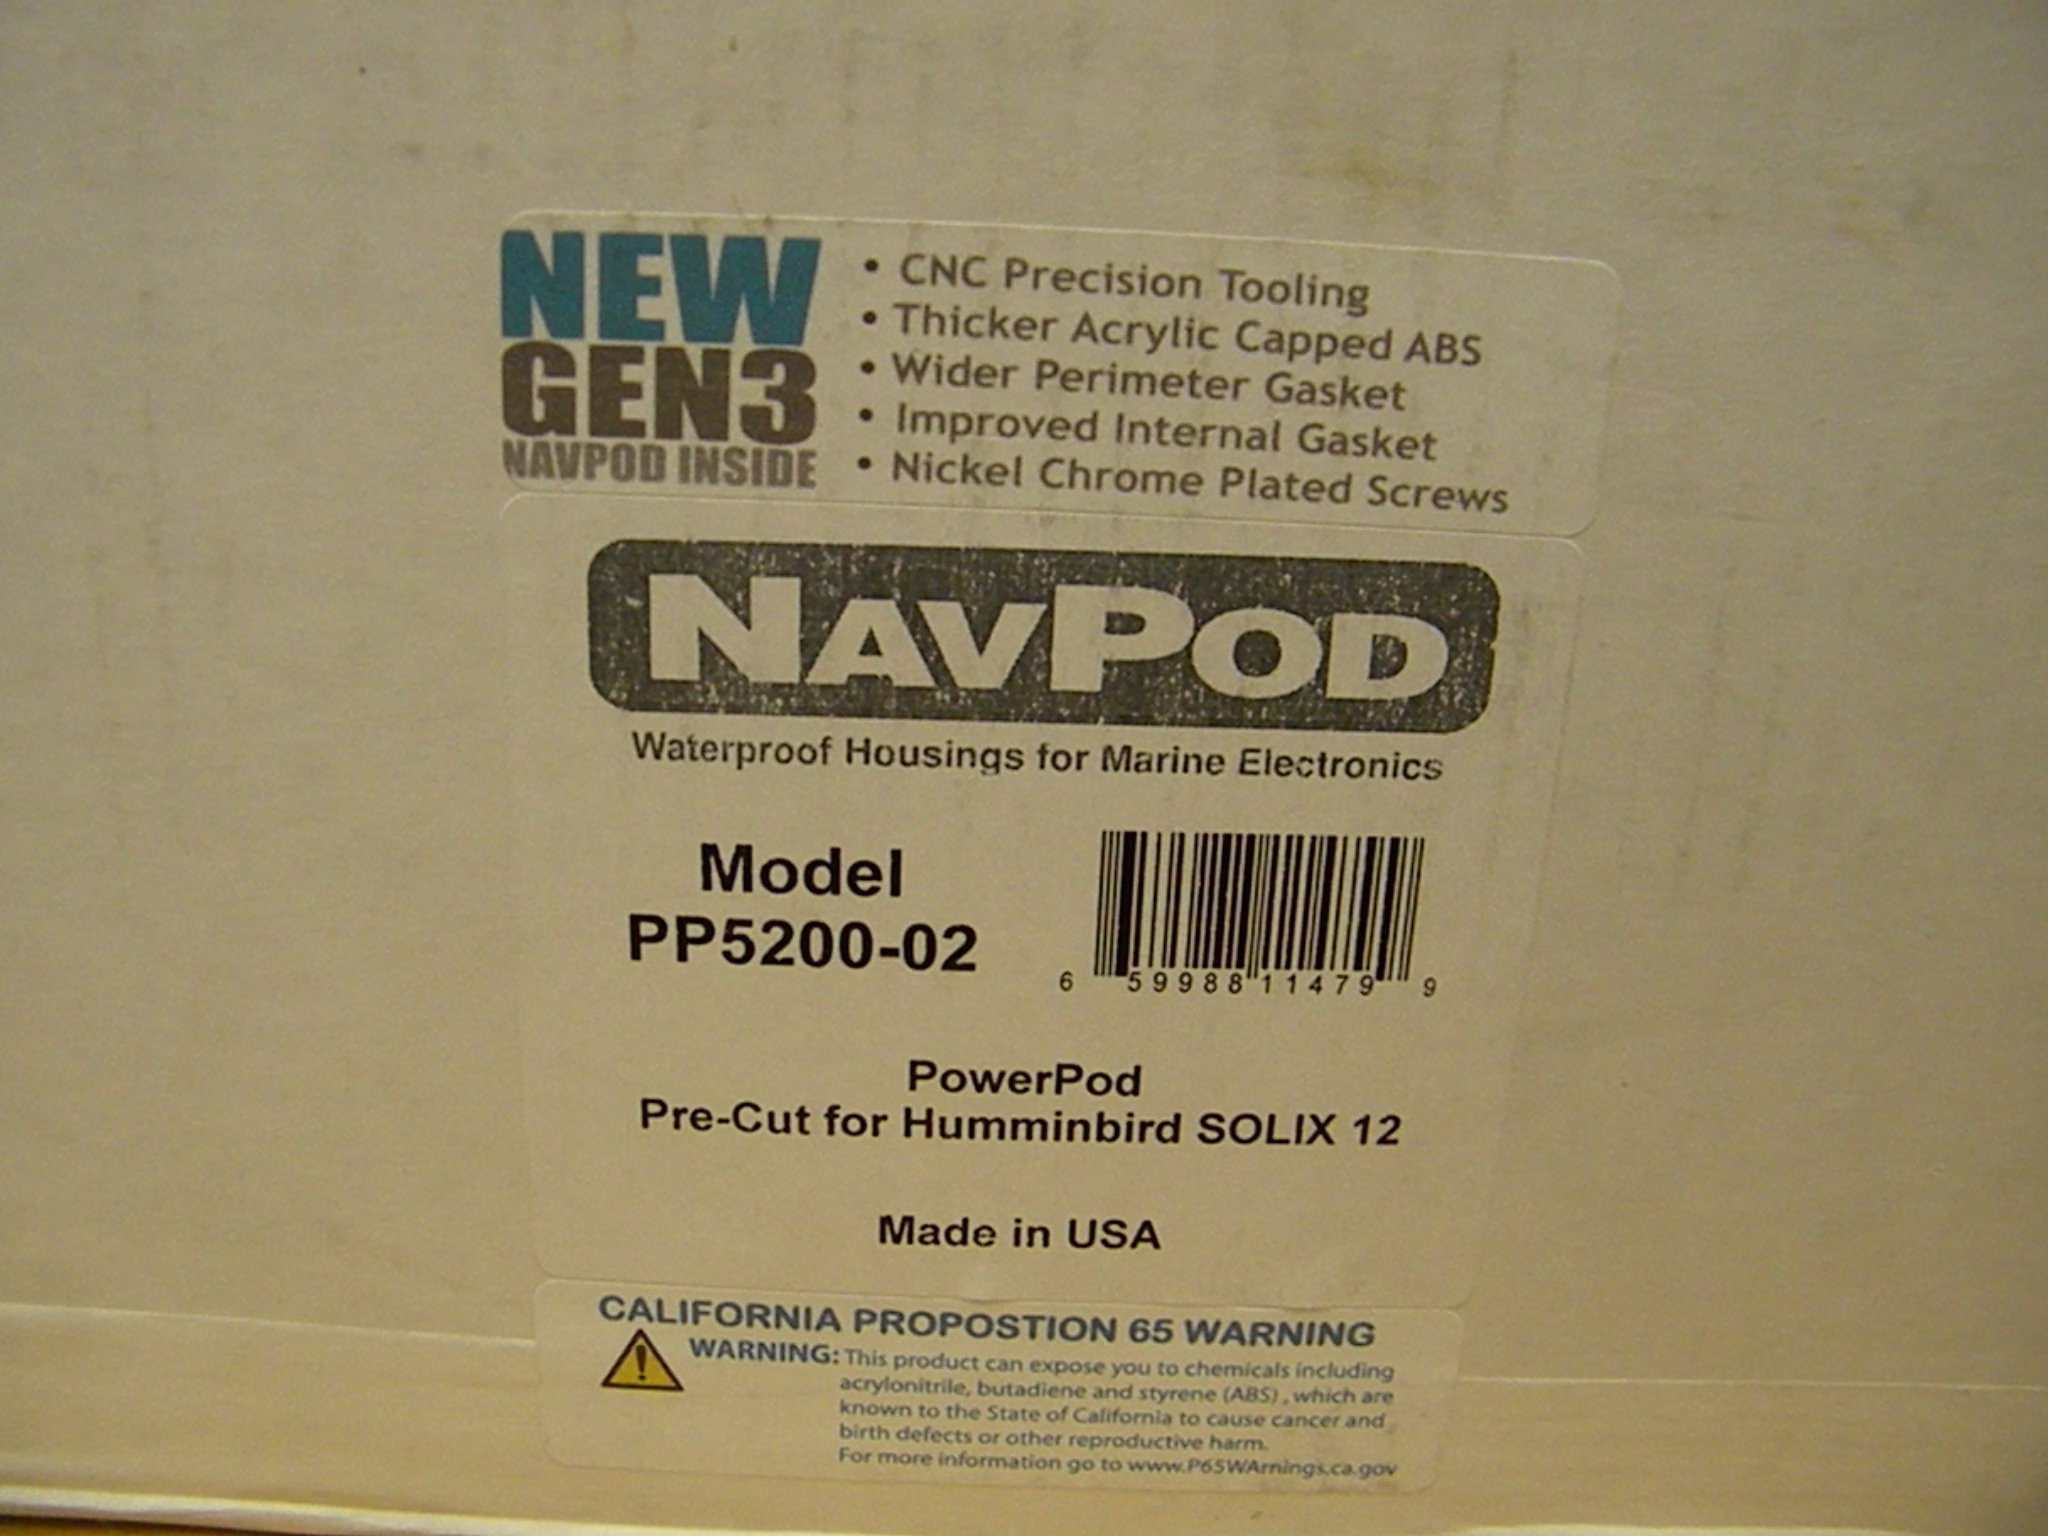 NEW
GEN3
NAVPOD INSIDE
• CNC Precision Tooling
• Thicker Acrylic Capped ABS
• Wider Perimeter Gasket
• Improved Internal Gasket
• Nickel Chrome Plated Screws
NAVPOD
Waterproof Housings for Marine Electronics
Model
PP5200-02
6 59988 11479 9
PowerPod
Pre-Cut for Humminbird SOLIX 12
Made in USA
CALIFORNIA PROPOSTION 65 WARNING
WARNING: This product can expose you to chemicals including
acrylonitrile, butadiene and styrene (ABS) , which are
known to the State of California to cause cancer and
birth defects or other reproductive harm.
For more information go to www.P65WArnings.ca.gov